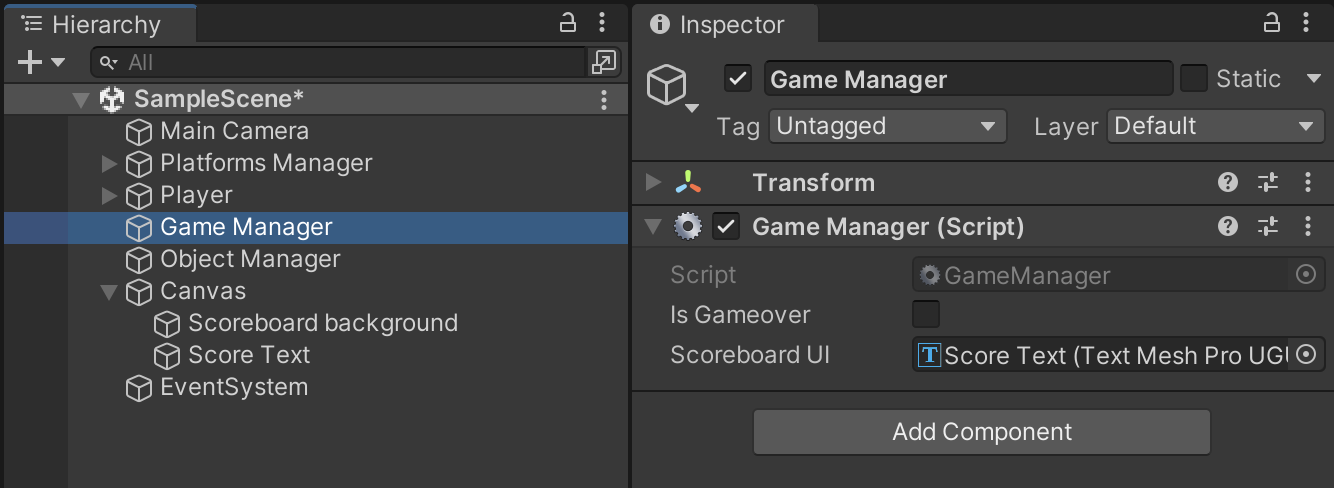 Hierarchy
All
SampleScene*
Main Camera
Platforms Manager
Player
Game Manager
Object Manager
Canvas
Scoreboard background
Score Text
EventSystem
Inspector
Game Manager
Static
Tag Untagged Layer Default
Transform
Game Manager (Script)
Script GameManager
Is Gameover
Scoreboard UI T Score Text (Text Mesh Pro UGU
Add Component